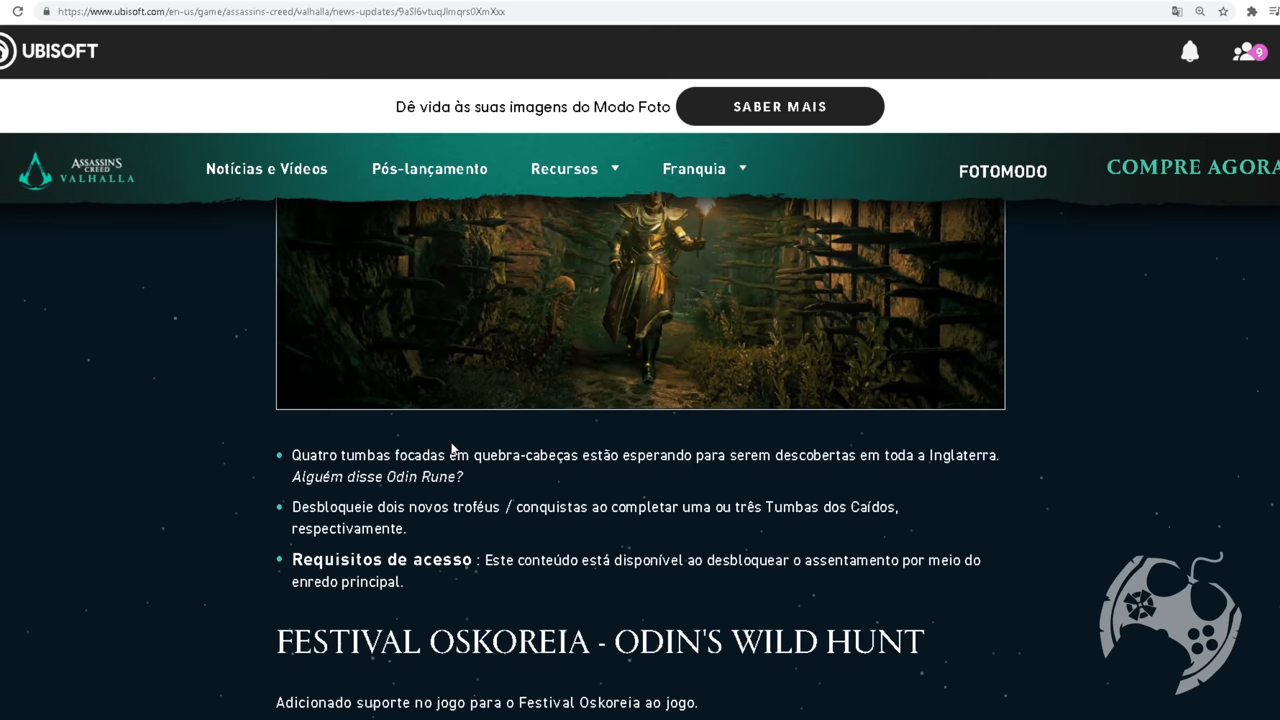 https://www.ubisoft.com/en-us/game/assassins-creed/valhalla/news-updates/9aSl6vtuqJlmqrs0XmXxx
UBISOFT
9
Dê vida às suas imagens do Modo Foto
SABER MAIS
ASSASSIN'S
CREED
VALHALLA
Notícias e Vídeos
Pós-lançamento
Recursos
Franquia
FOTOMODO
COMPRE AGORA
Quatro tumbas focadas em quebra-cabeças estão esperando para serem descobertas em toda a Inglaterra.
Alguém disse Odin Rune?
Desbloqueie dois novos troféus / conquistas ao completar uma ou três Tumbas dos Caídos,
respectivamente.
Requisitos de acesso : Este conteúdo está disponível ao desbloquear o assentamento por meio do
enredo principal.
FESTIVAL OSKOREIA - ODIN'S WILD HUNT
Adicionado suporte no jogo para o Festival Oskoreia ao jogo.